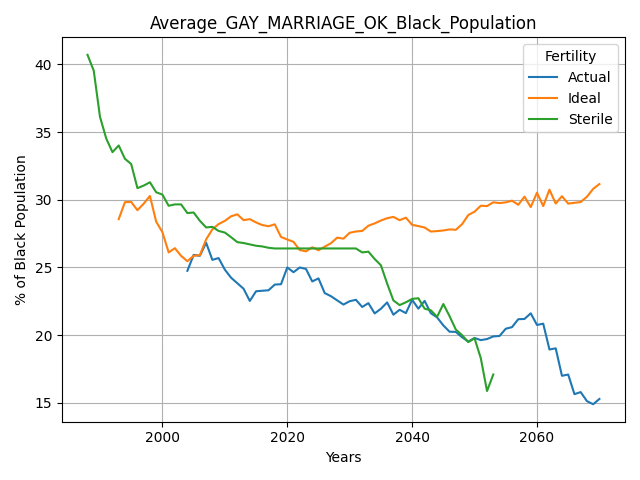 Average_GAY_MARRIAGE_OK_Black_Population
Fertility
Actual
Ideal
Sterile
% of Black Population
40
35
30
25
20
15
2000
2020
2040
2060
Years